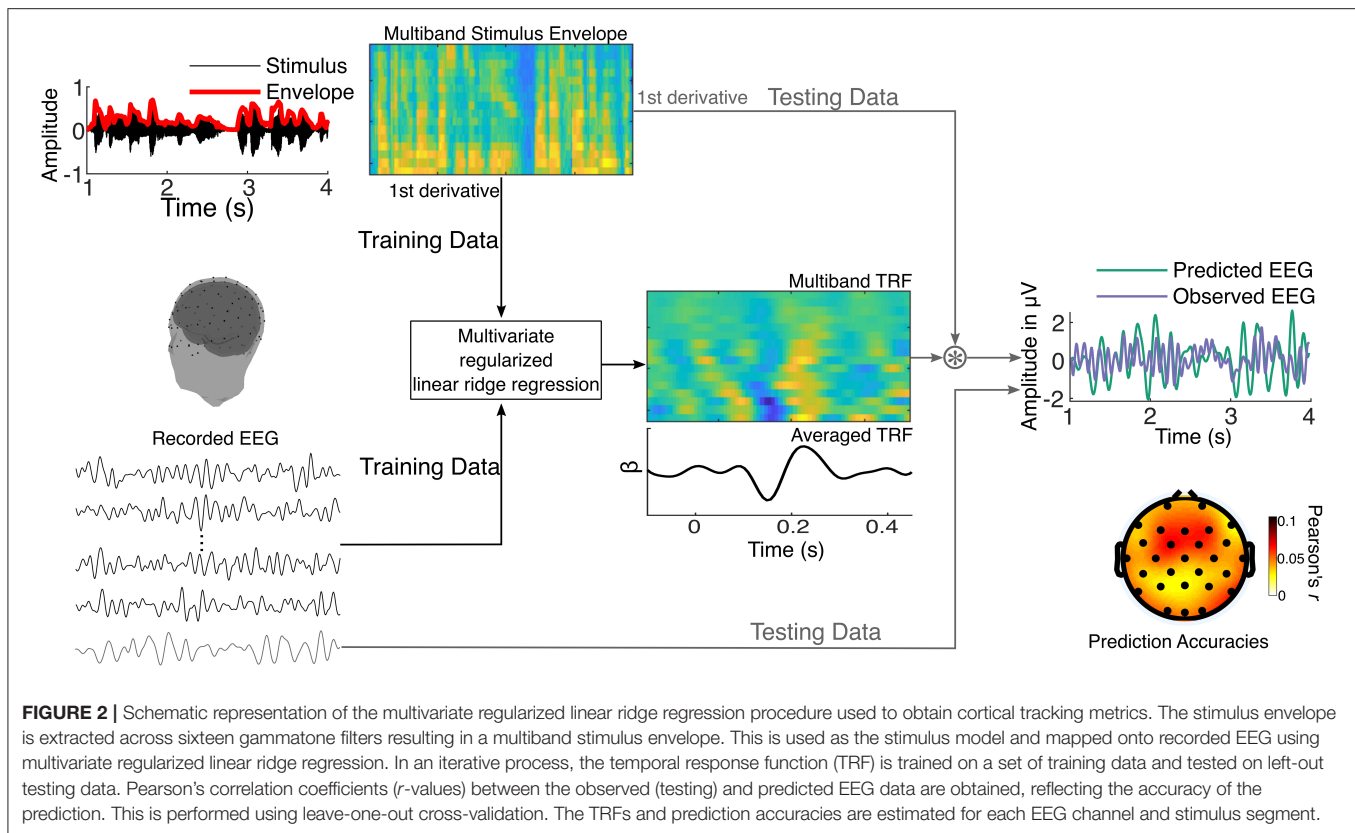 Multiband Stimulus Envelope
Stimulus
Envelope
1
0
-1
Amplitude
1 2 3 4
Time (s)
1st derivative
Testing Data
1st derivative
Training Data
Multivariate
regularized
linear ridge regression
Recorded EEG
Training Data
Multiband TRF
Averaged TRF
β
0 0.2 0.4
Time (s)
Testing Data
Predicted EEG
Observed EEG
Amplitude in µV
2
0
-2
1 2 3 4
Time (s)
0.1
0.05
0
Pearson's r
Prediction Accuracies
FIGURE 2 | Schematic representation of the multivariate regularized linear ridge regression procedure used to obtain cortical tracking metrics. The stimulus envelope
is extracted across sixteen gammatone filters resulting in a multiband stimulus envelope. This is used as the stimulus model and mapped onto recorded EEG using
multivariate regularized linear ridge regression. In an iterative process, the temporal response function (TRF) is trained on a set of training data and tested on left-out
testing data. Pearson's correlation coefficients (r-values) between the observed (testing) and predicted EEG data are obtained, reflecting the accuracy of the
prediction. This is performed using leave-one-out cross-validation. The TRFs and prediction accuracies are estimated for each EEG channel and stimulus segment.